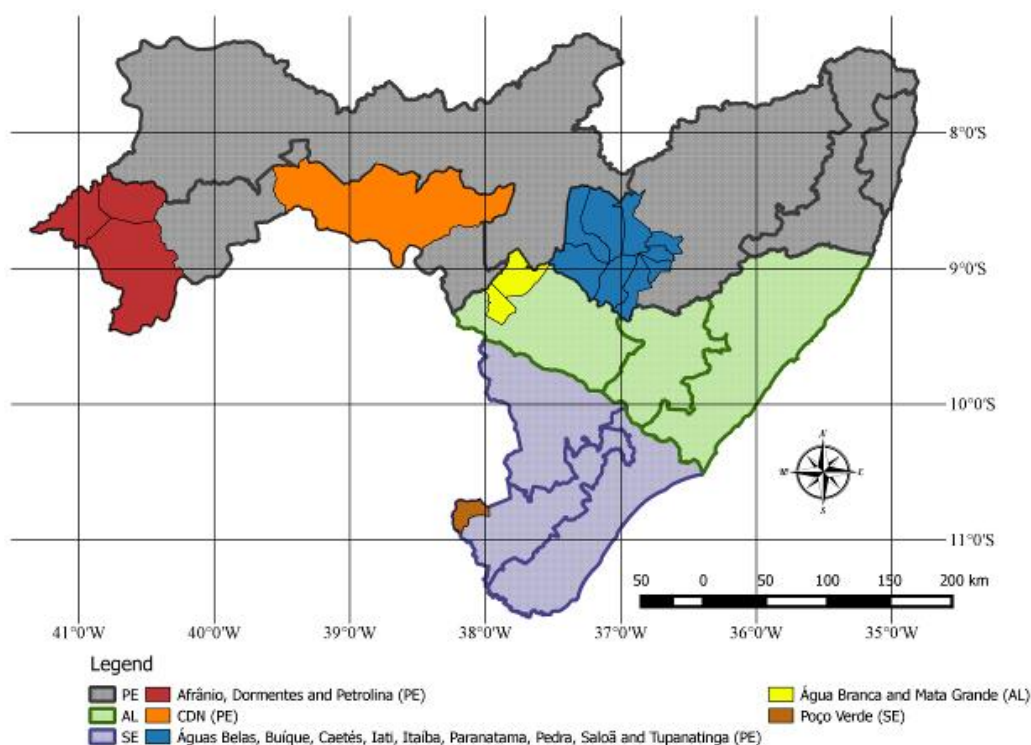 8°0'S
9°0'S
10°0'S
N
W E
S
11°0'S
50 0 50 100 150 200 km
41°0'W 40°0'W 39°0'W 38°0'W 37°0'W 36°0'W 35°0'W
Legend
PE Afrânio, Dormentes and Petrolina (PE) Água Branca and Mata Grande (AL)
AL CDN (PE) Poço Verde (SE)
SE Águas Belas, Buíque, Caetés, Iati, Itaíba, Paranatama, Pedra, Saloã and Tupanatinga (PE)